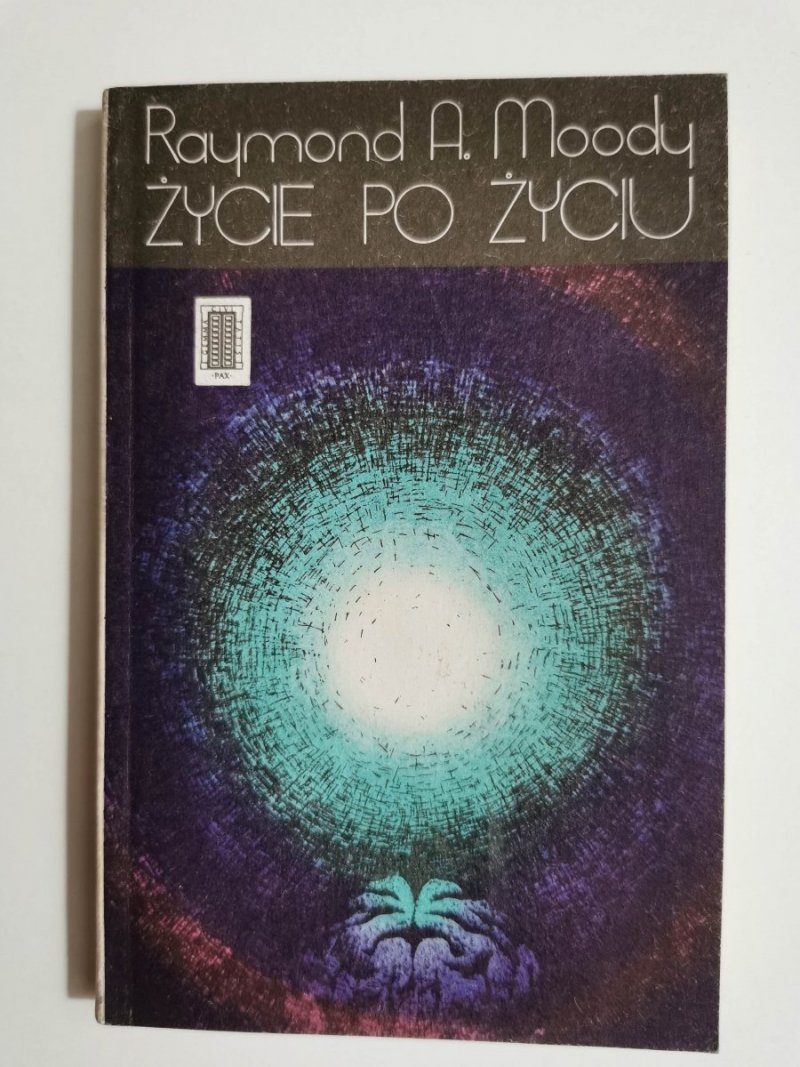 Raymond A. Moody
ŻYCIE PO ŻYCIU
·PAX·